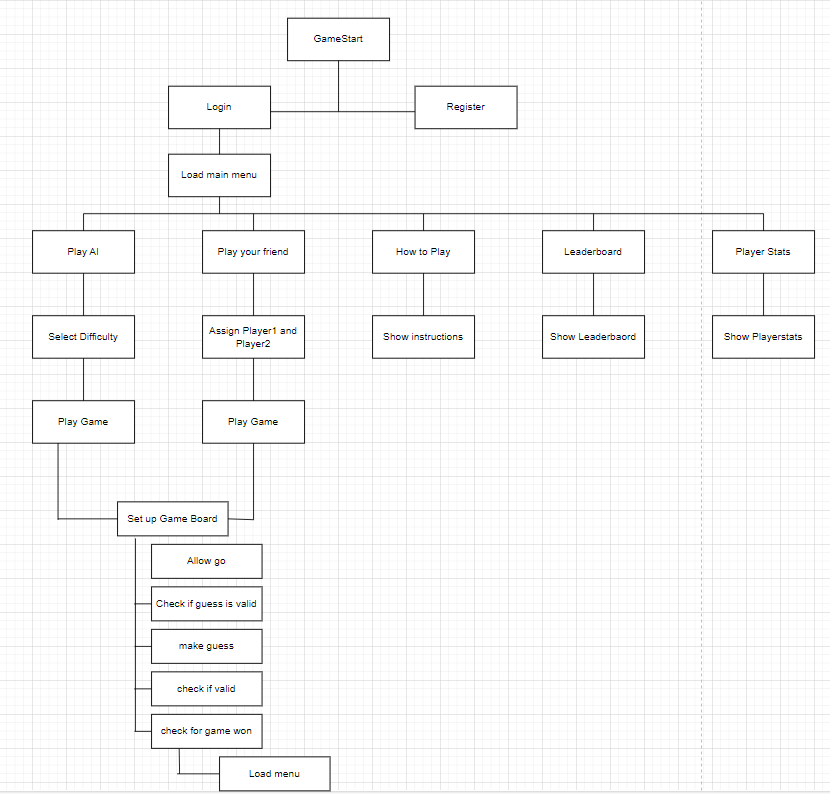 GameStart
Login
Register
Load main menu
Play AI
Play your friend
How to Play
Leaderboard
Player Stats
Select Difficulty
Assign Player1 and
Player2
Show instructions
Show Leaderbaord
Show Playerstats
Play Game
Play Game
Set up Game Board
Allow go
Check if guess is valid
make guess
check if valid
check for game won
Load menu